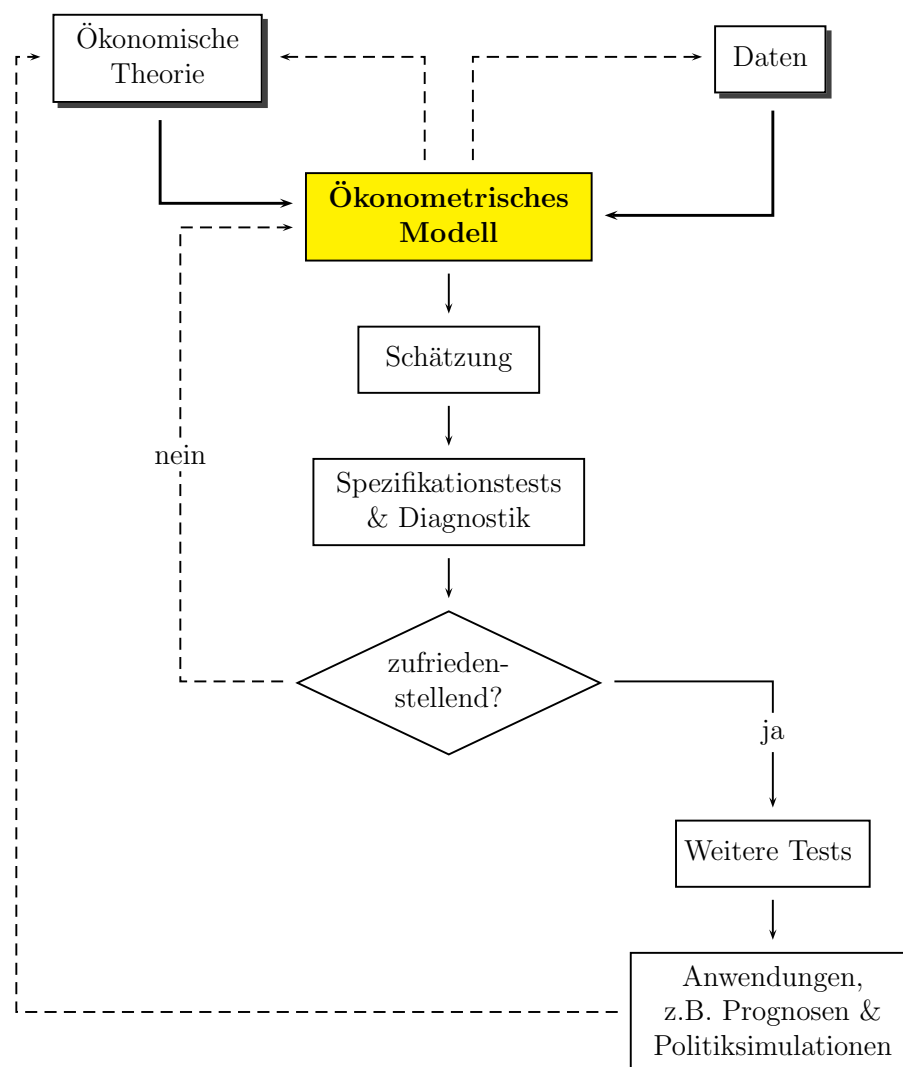 Ökonomische
Theorie
Daten
Ökonometrisches
Modell
Schätzung
nein
Spezifikationstests
& Diagnostik
zufrieden-
stellend?
ja
Weitere Tests
Anwendungen,
z.B. Prognosen &
Politiksimulationen